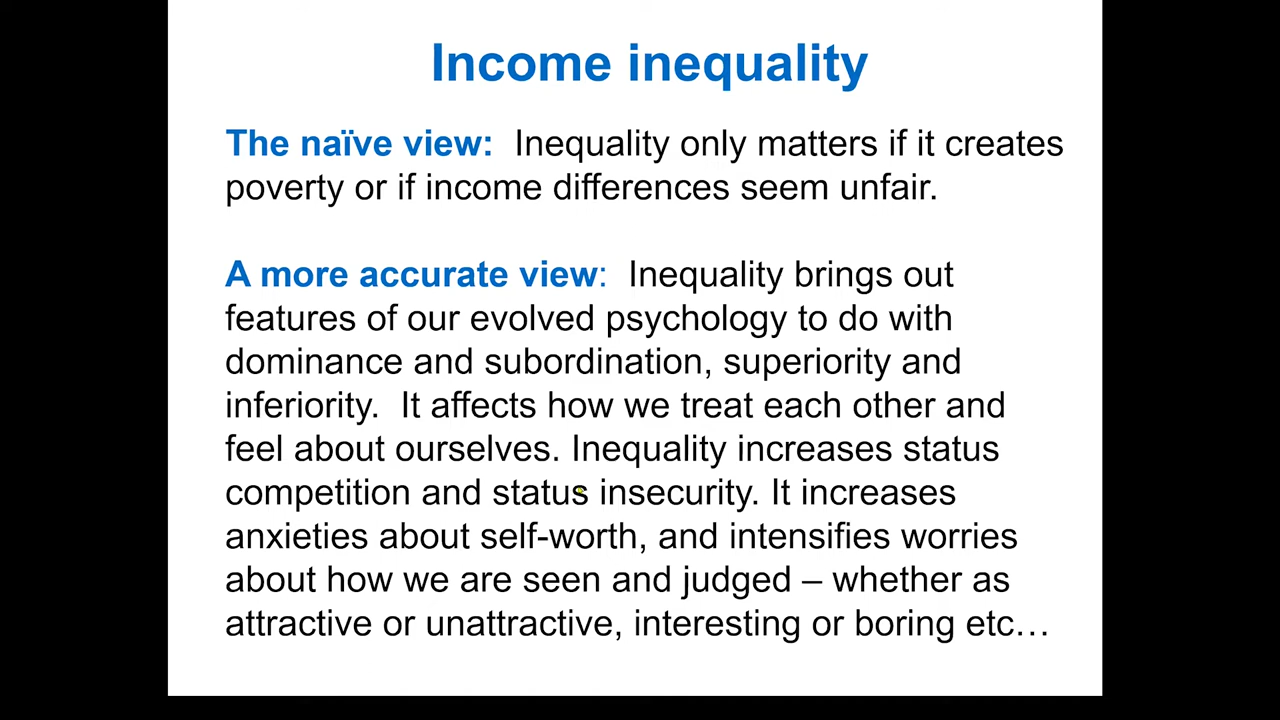 Income inequality
The naïve view:  Inequality only matters if it creates
poverty or if income differences seem unfair.
A more accurate view:  Inequality brings out
features of our evolved psychology to do with
dominance and subordination, superiority and
inferiority.  It affects how we treat each other and
feel about ourselves. Inequality increases status
competition and status insecurity. It increases
anxieties about self-worth, and intensifies worries
about how we are seen and judged – whether as
attractive or unattractive, interesting or boring etc…